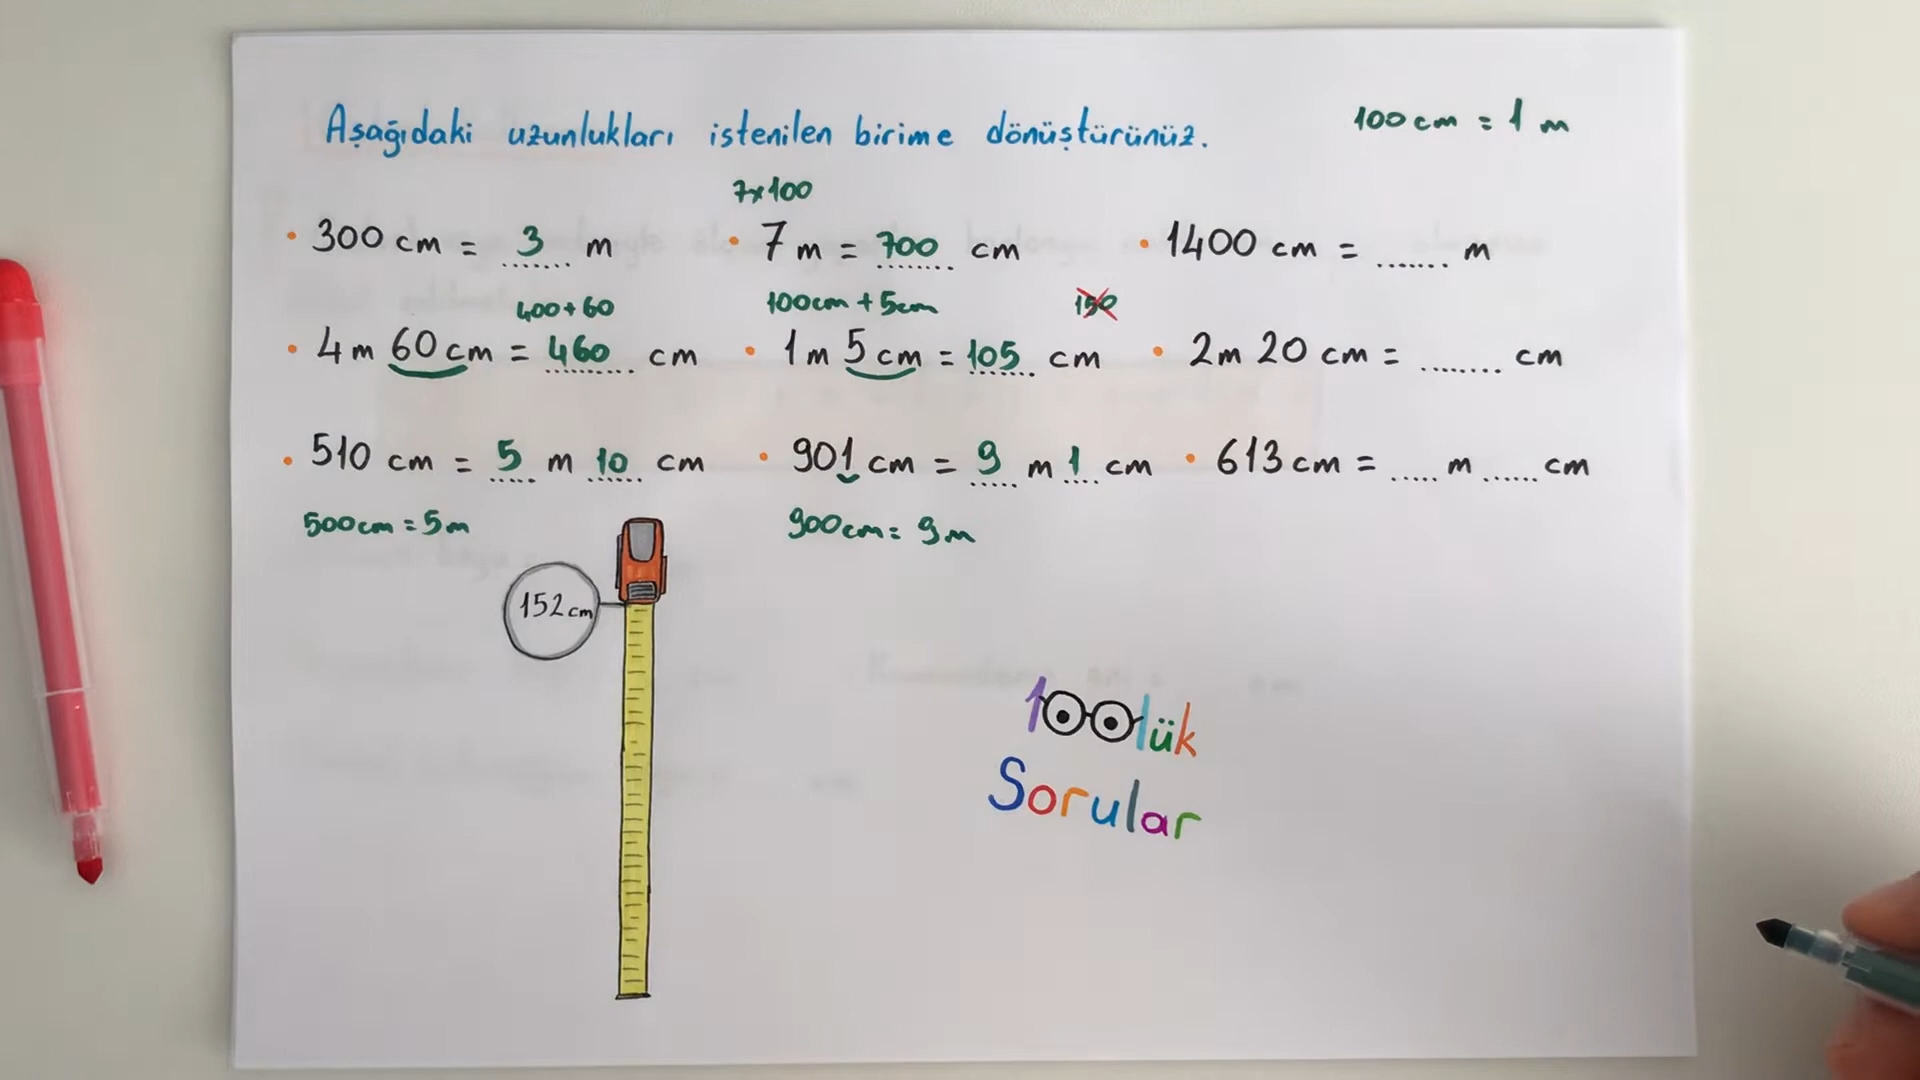 Aşağıdaki uzunlukları istenilen birime dönüştürünüz.
100 cm = 1 m
7x100
• 300 cm = 3 m • 7 m = 700 cm • 1400 cm = ....... m
400+60 100cm + 5cm 150
• 4 m 60 cm = 460 cm • 1 m 5 cm = 105 cm • 2m 20 cm = ........ cm
• 510 cm = 5 m 10 cm • 901 cm = 9 m 1 cm • 613 cm = ..... m ...... cm
500cm = 5m 900cm = 9m
152 cm
100lük
Sorular